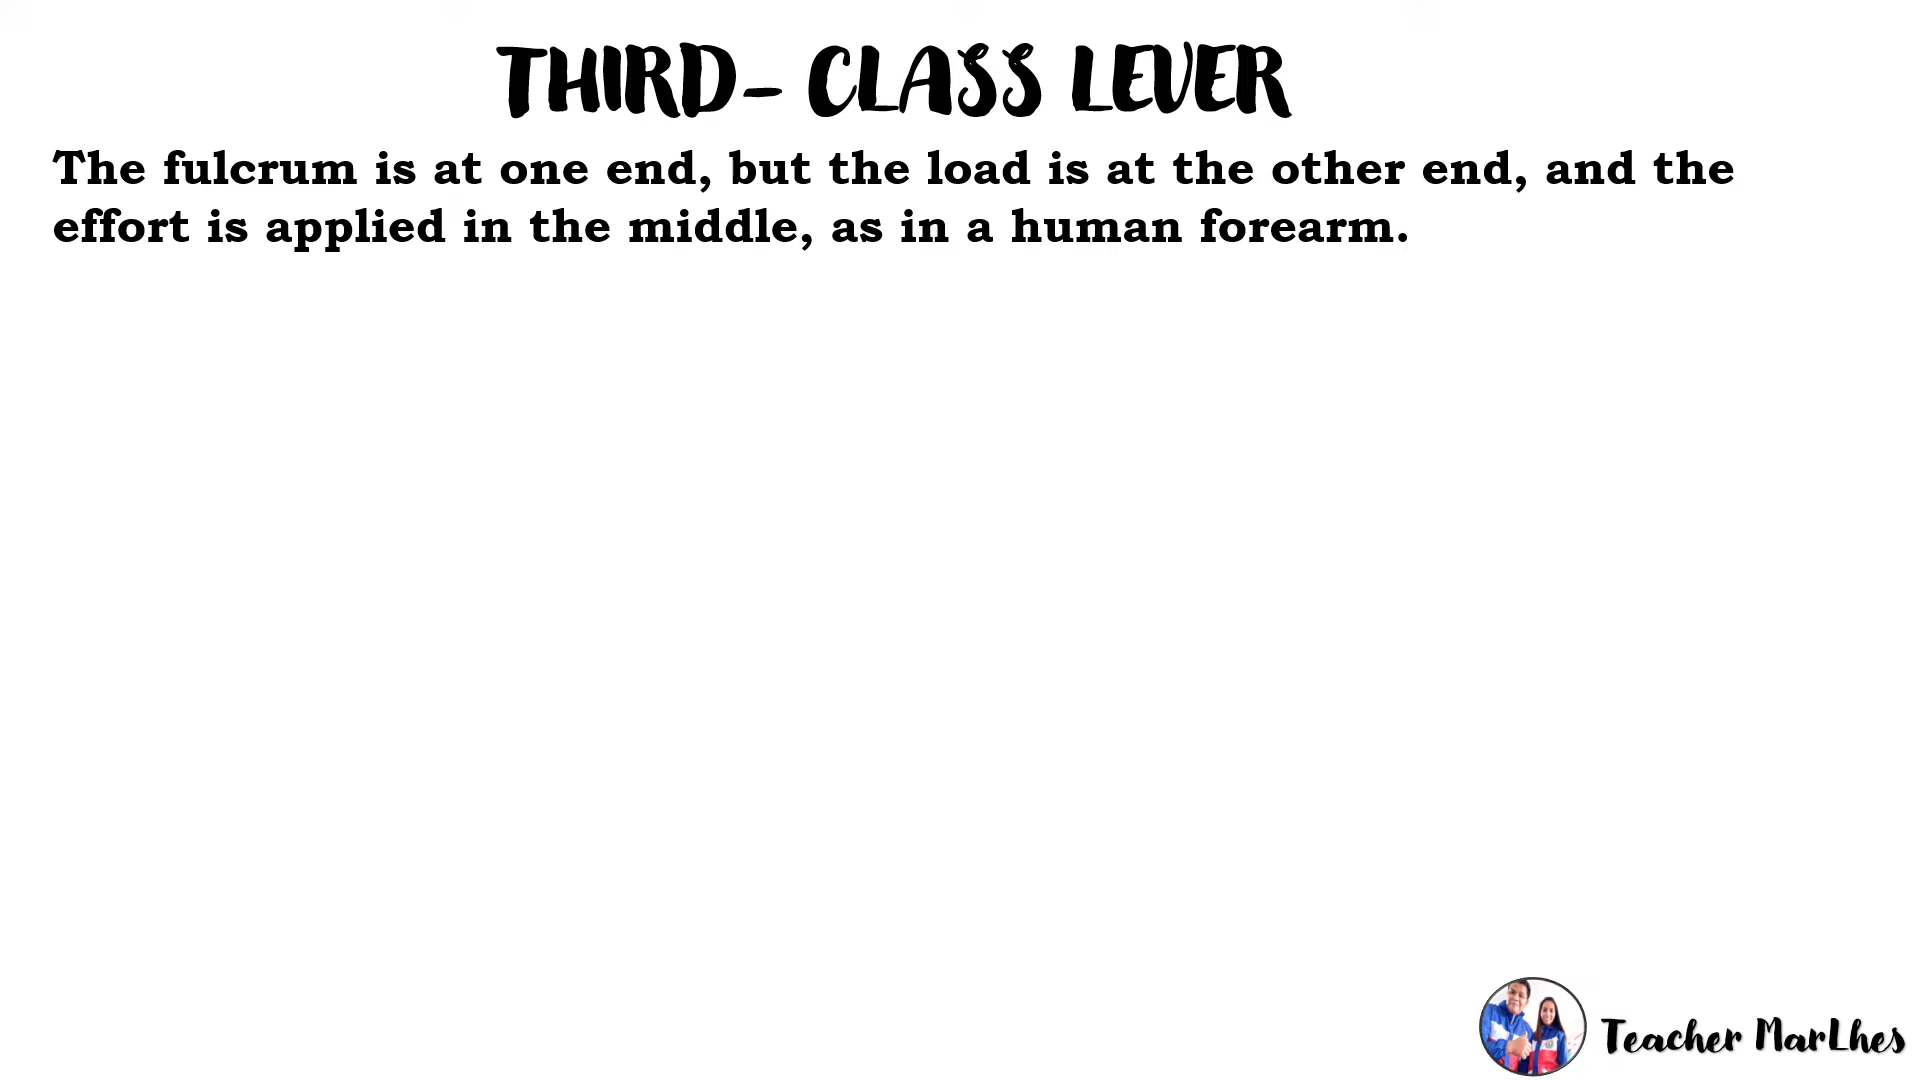 THIRD- CLASS LEVER
The fulcrum is at one end, but the load is at the other end, and the
effort is applied in the middle, as in a human forearm.
Teacher MarLhes